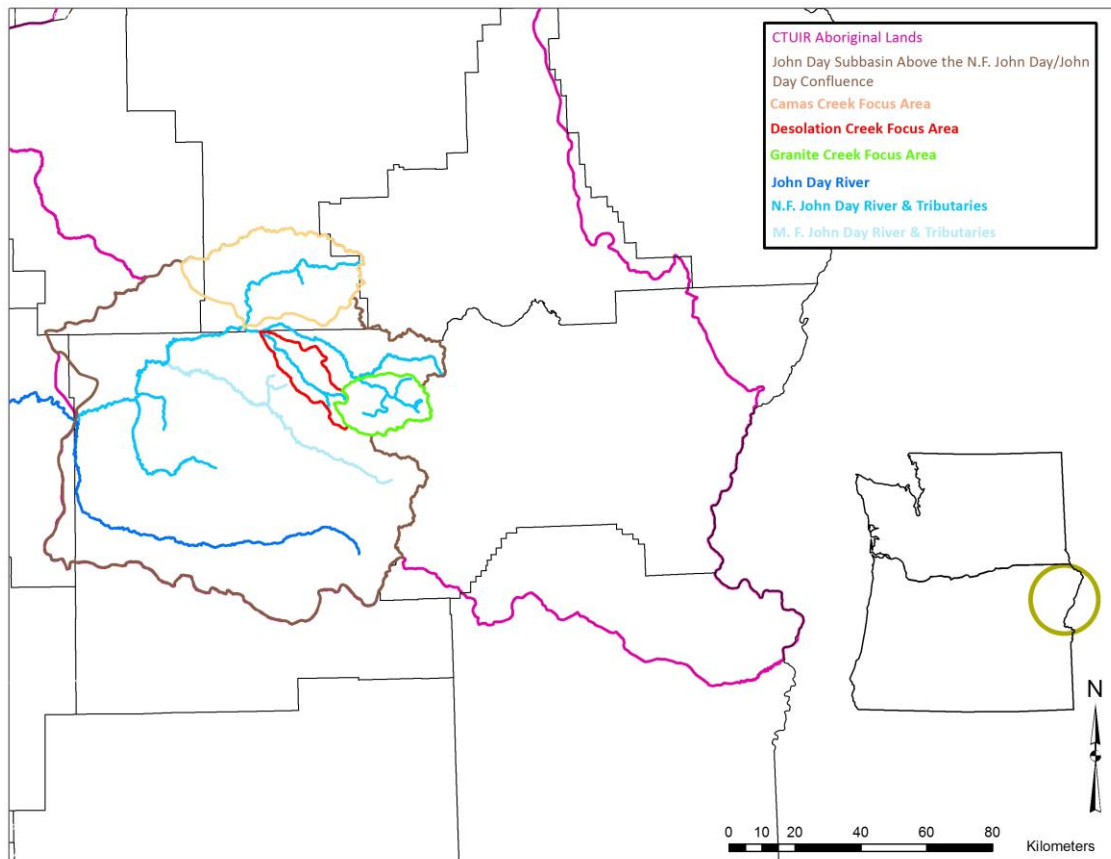 CTUIR Aboriginal Lands
John Day Subbasin Above the N.F. John Day/John
Day Confluence
Camas Creek Focus Area
Desolation Creek Focus Area
Granite Creek Focus Area
John Day River
N.F. John Day River & Tributaries
M. F. John Day River & Tributaries
N
0 10 20 40 60 80 Kilometers